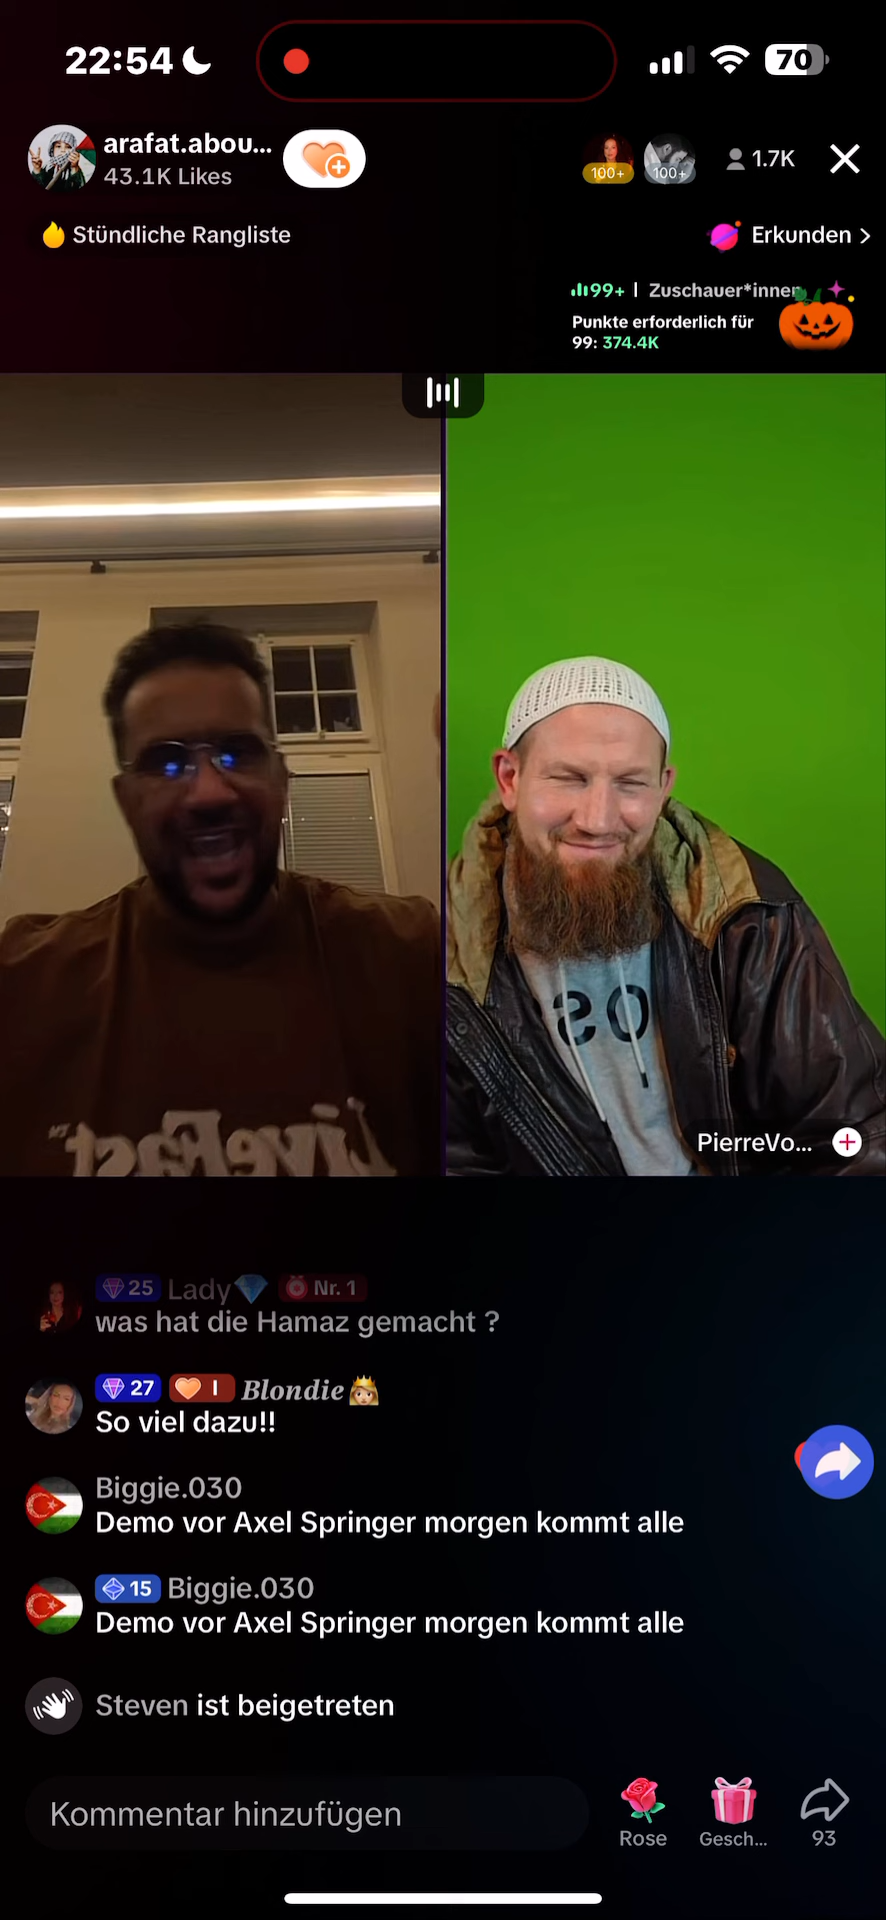 22:54
70
arafat.abou...
43.1K Likes
100+
100+
1.7K
Stündliche Rangliste
Erkunden >
99+ | Zuschauer*innen
Punkte erforderlich für
99: 374.4K
LiveFast
SO
PierreVo...
25 Lady Nr. 1
was hat die Hamaz gemacht ?
27 I Blondie
So viel dazu!!
Biggie.030
Demo vor Axel Springer morgen kommt alle
15 Biggie.030
Demo vor Axel Springer morgen kommt alle
Steven ist beigetreten
Kommentar hinzufügen
Rose
Gesch...
93